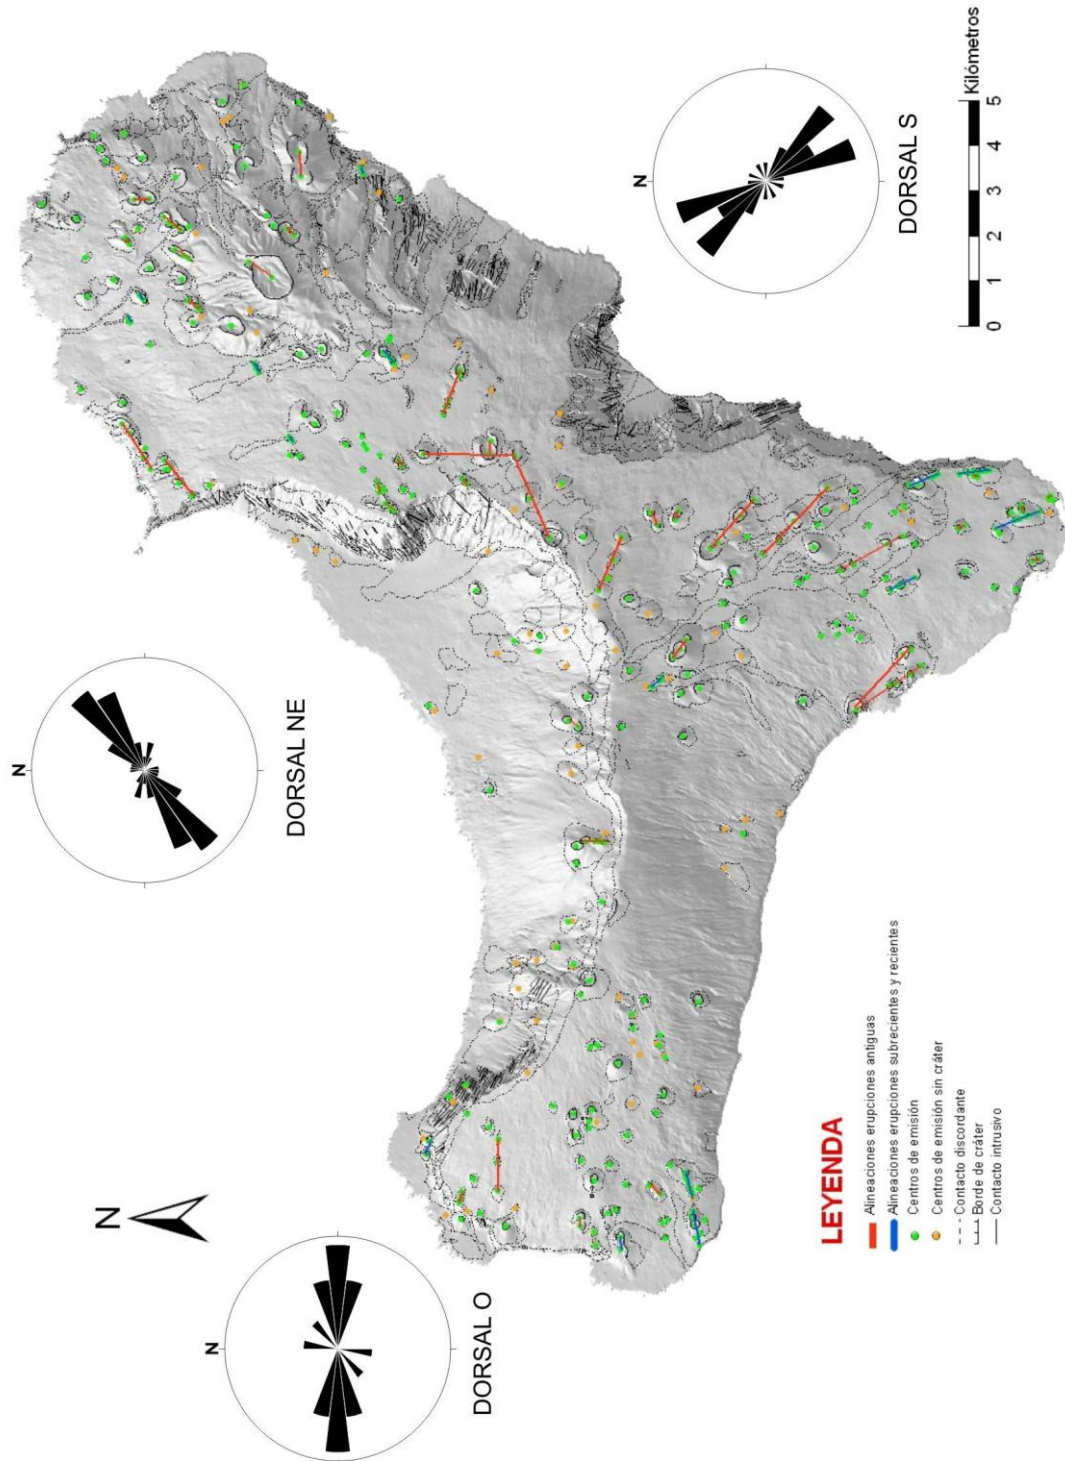 N
DORSAL NE
N
DORSAL S
0 1 2 3 4 5 Kilómetros
N
N
DORSAL O
LEYENDA
Alineaciones erupciones antiguas
Alineaciones erupciones subrecientes y recientes
Centros de emisión
Centros de emisión sin cráter
Contacto discordante
Borde de cráter
Contacto intrusivo